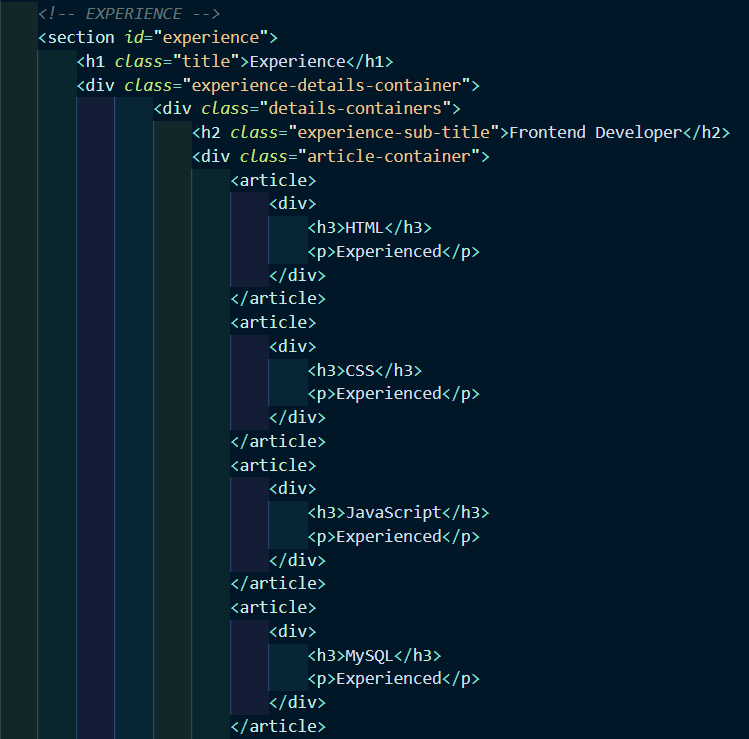 <!-- EXPERIENCE -->
<section id="experience">
<h1 class="title">Experience</h1>
<div class="experience-details-container">
<div class="details-containers">
<h2 class="experience-sub-title">Frontend Developer</h2>
<div class="article-container">
<article>
<div>
<h3>HTML</h3>
<p>Experienced</p>
</div>
</article>
<article>
<div>
<h3>CSS</h3>
<p>Experienced</p>
</div>
</article>
<article>
<div>
<h3>JavaScript</h3>
<p>Experienced</p>
</div>
</article>
<article>
<div>
<h3>MySQL</h3>
<p>Experienced</p>
</div>
</article>